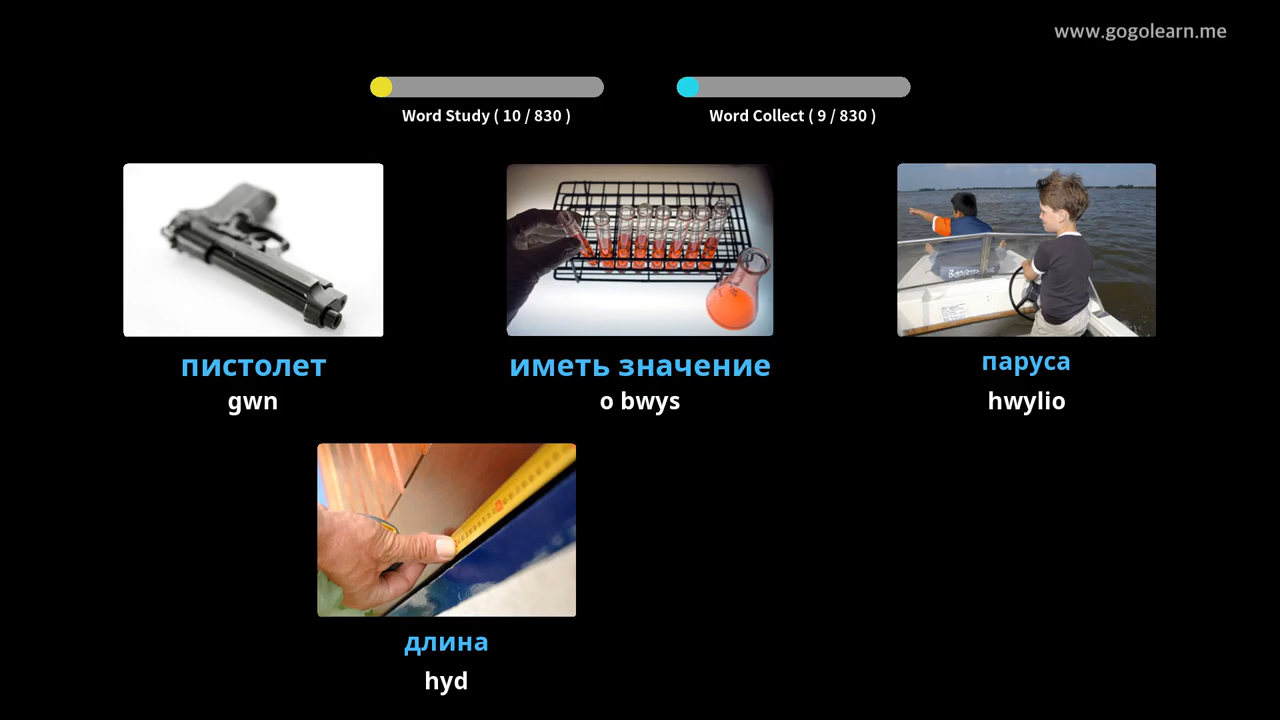 www.gogolearn.me
Word Study ( 10 / 830 )
Word Collect ( 9 / 830 )
пистолет
gwn
иметь значение
o bwys
паруса
hwylio
длина
hyd